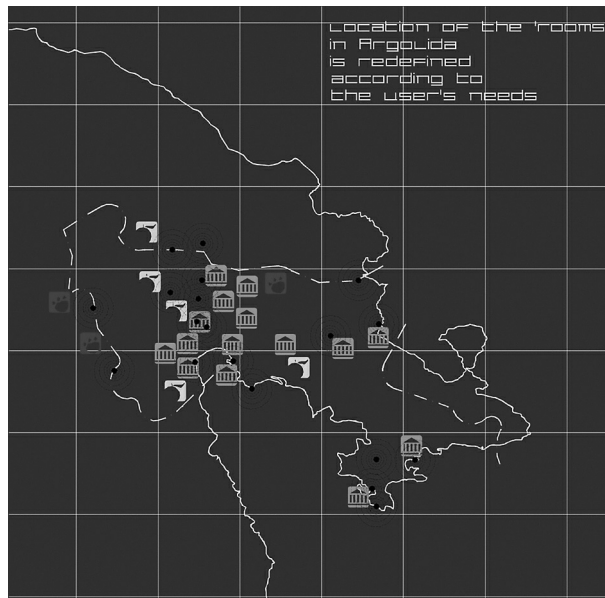 Location of the 'rooms
in Argolida
is redefined
according to
the user's needs